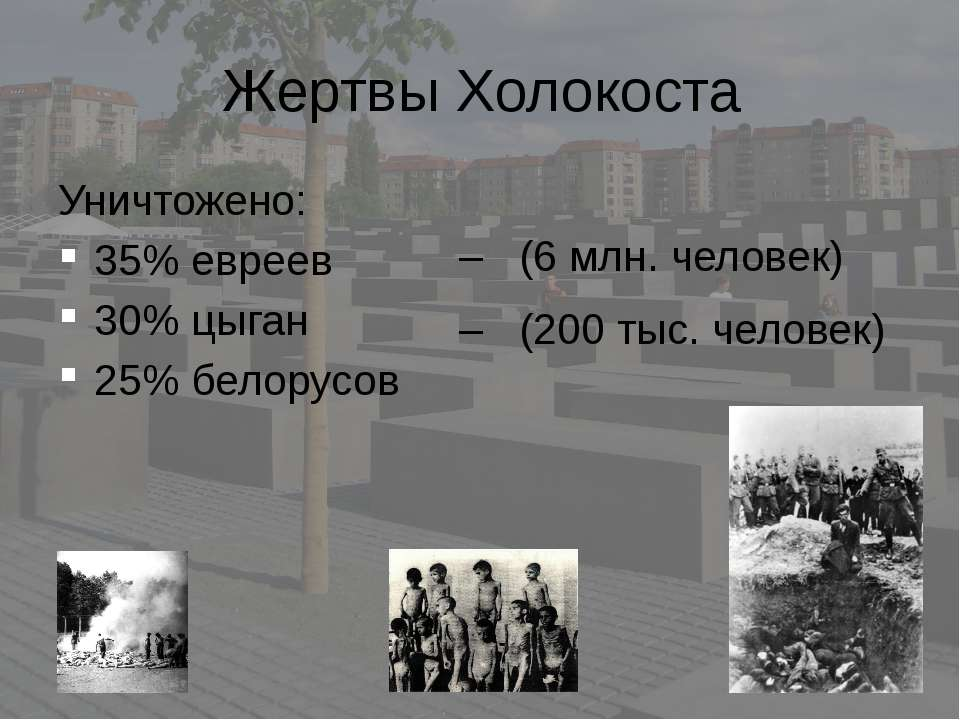 Жертвы Холокоста
Уничтожено:
35% евреев – (6 млн. человек)
30% цыган – (200 тыс. человек)
25% белорусов